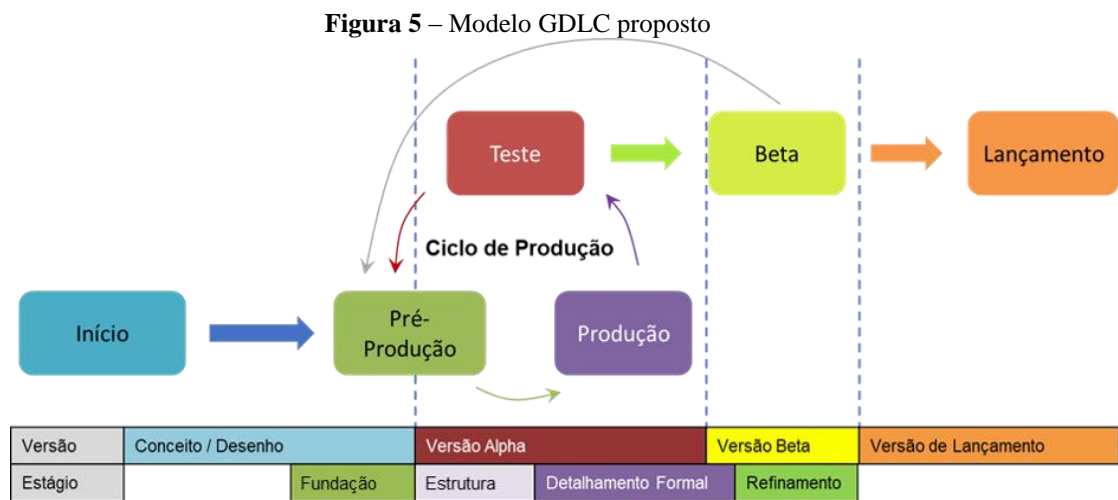 Figura 5 – Modelo GDLC proposto
Teste
Beta
Lançamento
Ciclo de Produção
Início
Pré-
Produção
Produção
Versão
Conceito / Desenho
Versão Alpha
Versão Beta
Versão de Lançamento
Estágio
Fundação
Estrutura
Detalhamento Formal
Refinamento